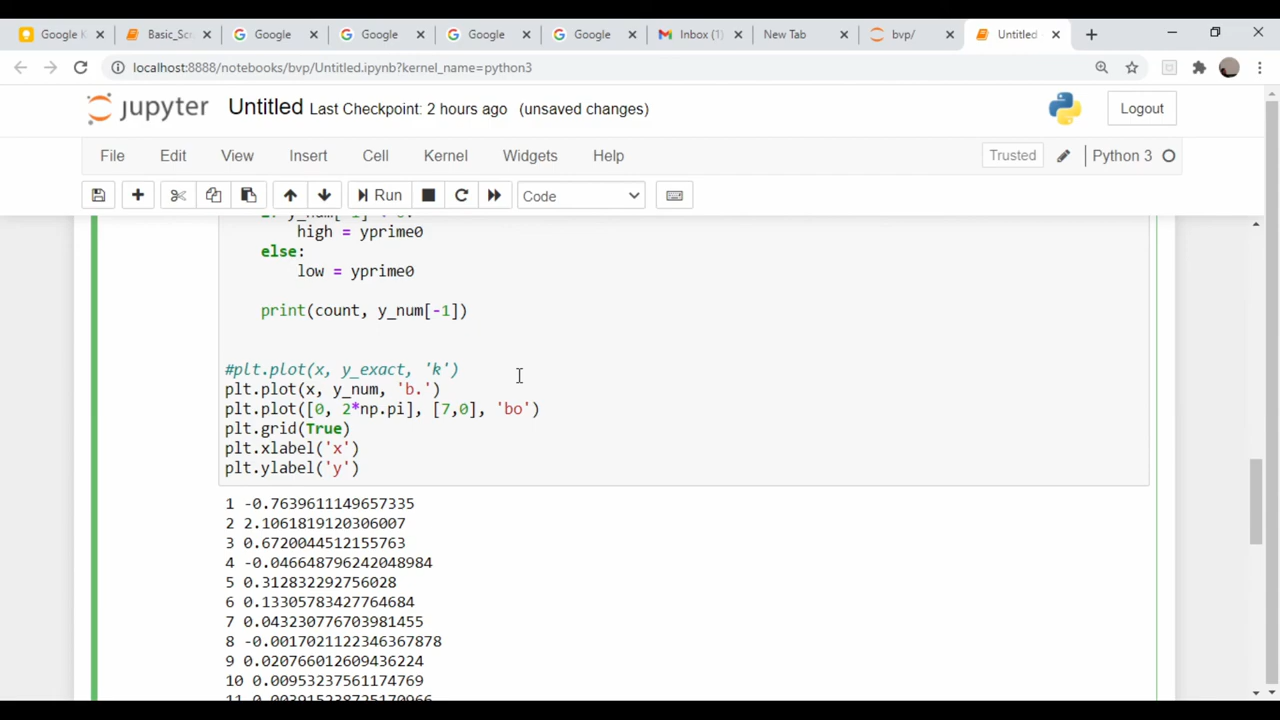 Google K
Basic_Scr
Google
Google
Google
Google
Inbox (1)
New Tab
bvp/
Untitled
localhost:8888/notebooks/bvp/Untitled.ipynb?kernel_name=python3
jupyter Untitled Last Checkpoint: 2 hours ago (unsaved changes)
Logout
File Edit View Insert Cell Kernel Widgets Help
Trusted Python 3
Run Code
high = yprime0
else:
low = yprime0
print(count, y_num[-1])
#plt.plot(x, y_exact, 'k')
plt.plot(x, y_num, 'b.')
plt.plot([0, 2*np.pi], [7,0], 'bo')
plt.grid(True)
plt.xlabel('x')
plt.ylabel('y')
1 -0.7639611149657335
2 2.1061819120306007
3 0.6720044512155763
4 -0.046648796242048984
5 0.312832292756028
6 0.13305783427764684
7 0.043230776703981455
8 -0.0017021122346367878
9 0.020766012609436224
10 0.00953237561174769
11 0.003915238725170966